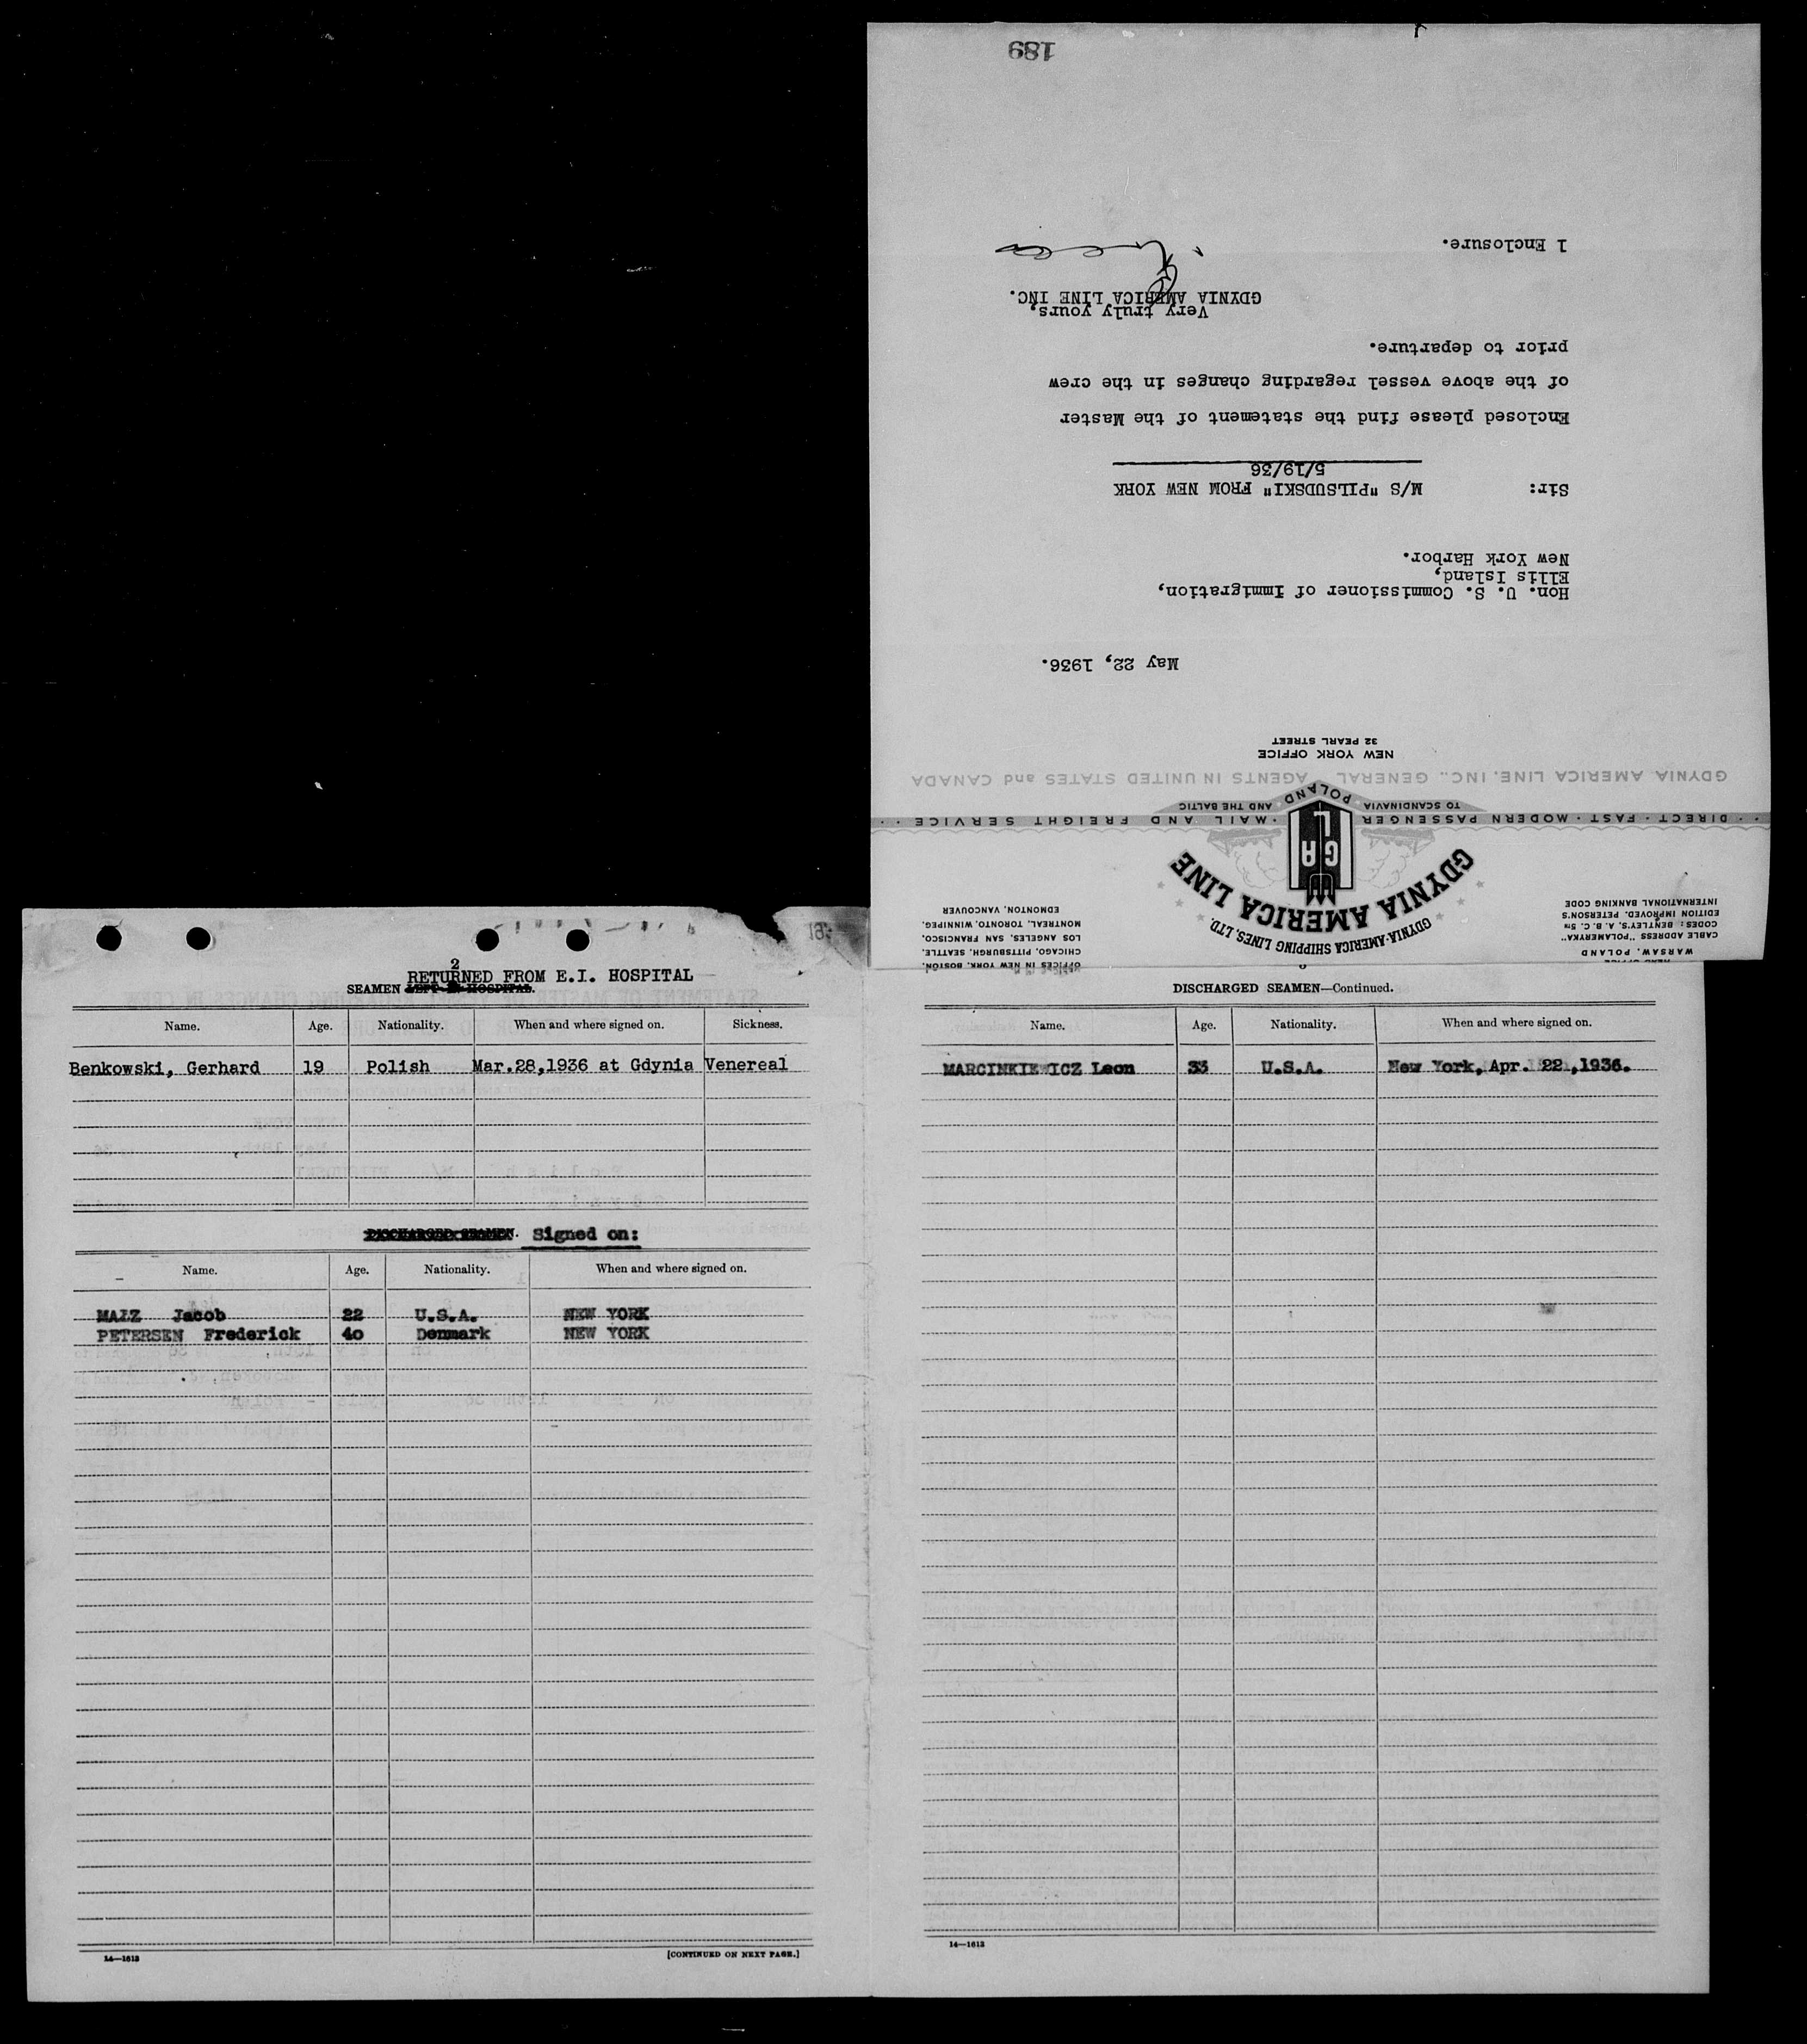 HEAD OFFICE
WARSAW, POLAND
CABLE ADDRESS "POLAMERYKA"
CODES: BENTLEY'S, A.B.C. 5TH
EDITION IMPROVED, PETERSON'S
INTERNATIONAL BANKING CODE
GDYNIA-AMERICA SHIPPING LINES, LTD.
GDYNIA AMERICA LINE
OFFICES IN NEW YORK, BOSTON,
CHICAGO, PITTSBURGH, SEATTLE,
LOS ANGELES, SAN FRANCISCO,
MONTREAL, TORONTO, WINNIPEG,
EDMONTON, VANCOUVER
GAL
· · DIRECT · FAST · MODERN PASSENGER · MAIL AND FREIGHT SERVICE · ·
TO SCANDINAVIA POLAND AND THE BALTIC
GDYNIA AMERICA LINE, INC., GENERAL AGENTS IN UNITED STATES and CANADA
NEW YORK OFFICE
32 PEARL STREET
May 22, 1936.
Hon. U. S. Commissioner of Immigration,
Ellis Island,
New York Harbor.
Sir: M/S "PILSUDSKI" FROM NEW YORK
5/19/36
Enclosed please find the statement of the Master
of the above vessel regarding changes in the crew
prior to departure.
Very truly yours,
GDYNIA AMERICA LINE INC.
1 Enclosure.
189
2
RETURNED FROM E.I. HOSPITAL
SEAMEN LEFT IN HOSPITAL.
Name. Age. Nationality. When and where signed on. Sickness.
Benkowski, Gerhard 19 Polish Mar.28,1936 at Gdynia Venereal
DISCHARGED SEAMEN. Signed on:
Name. Age. Nationality. When and where signed on.
MAŁZ Jacob 22 U.S.A. NEW YORK
PETERSEN Frederick 40 Denmark NEW YORK
14—1613
[CONTINUED ON NEXT PAGE.]
DISCHARGED SEAMEN—Continued.
Name. Age. Nationality. When and where signed on.
MARCINKIEWICZ Leon 33 U.S.A. New York, Apr. 22, 1936.
14—1613